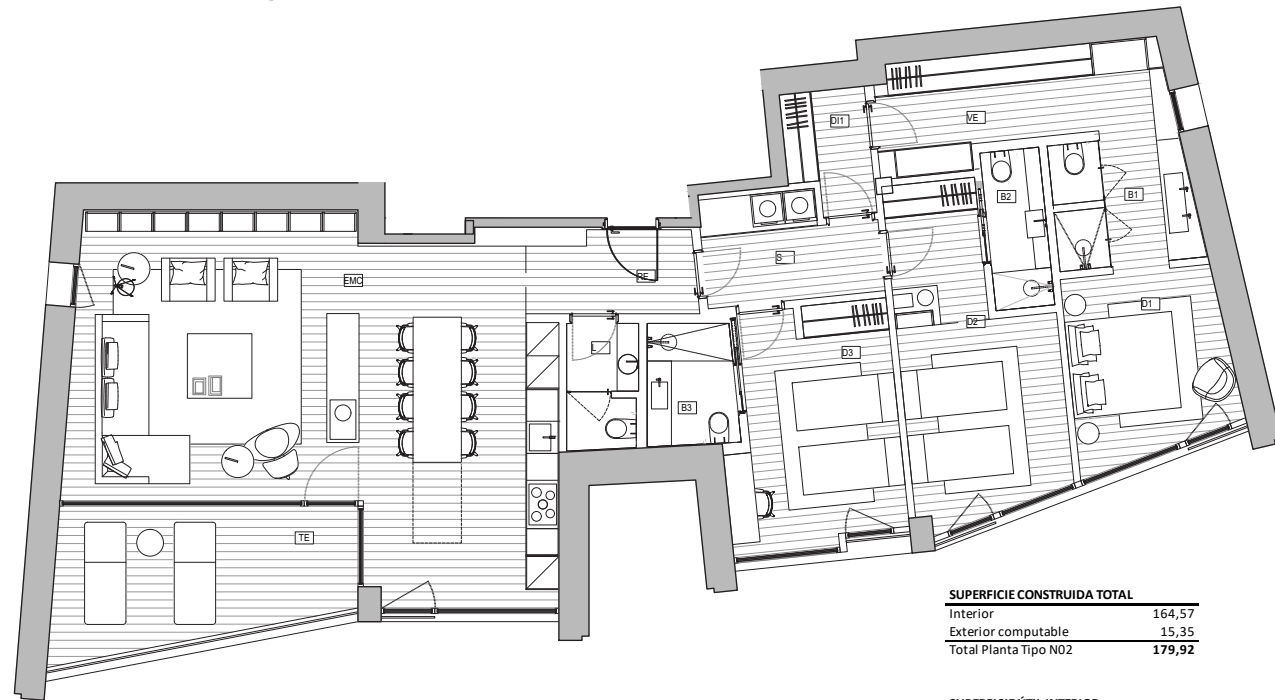 DI1
VE
B2
B1
S
EMC
RE
D1
D2
D3
B3
TE
SUPERFICIE CONSTRUIDA TOTAL
Interior 164,57
Exterior computable 15,35
Total Planta Tipo N02 179,92